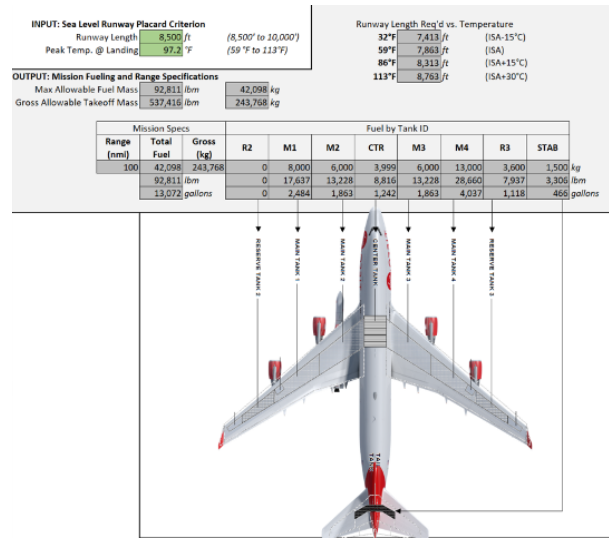 INPUT: Sea Level Runway Placard Criterion
Runway Length 8,500 ft (8,500' to 10,000')
Peak Temp. @ Landing 97.2 °F (59 °F to 113°F)
Runway Length Req'd vs. Temperature
32°F 7,413 ft (ISA-15°C)
59°F 7,863 ft (ISA)
86°F 8,313 ft (ISA+15°C)
113°F 8,763 ft (ISA+30°C)
OUTPUT: Mission Fueling and Range Specifications
Max Allowable Fuel Mass 92,811 lbm 42,098 kg
Gross Allowable Takeoff Mass 537,416 lbm 243,768 kg
Mission Specs Fuel by Tank ID
Range (nmi) Total Fuel Gross (kg) R2 M1 M2 CTR M3 M4 R3 STAB
100 42,098 243,768 0 8,000 6,000 3,999 6,000 13,000 3,600 1,500 kg
92,811 lbm 0 17,637 13,228 8,816 13,228 28,660 7,937 3,306 lbm
13,072 gallons 0 2,484 1,863 1,242 1,863 4,037 1,118 466 gallons
RESERVE TANK 2
MAIN TANK 1
MAIN TANK 2
CENTER TANK
MAIN TANK 3
MAIN TANK 4
RESERVE TANK 3